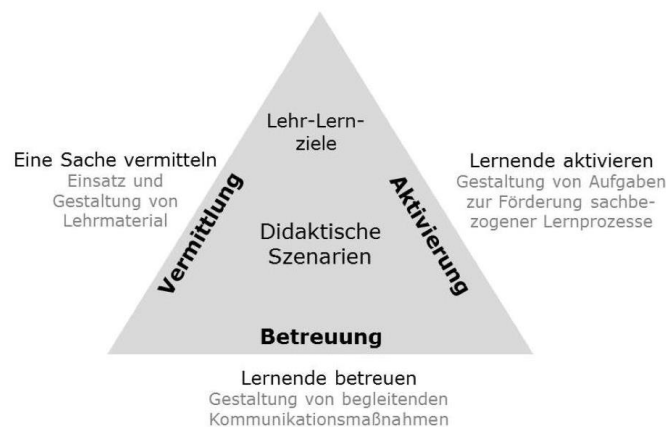 Lehr-Lern-
ziele
Eine Sache vermitteln
Einsatz und
Gestaltung von
Lehrmaterial
Vermittlung
Aktivierung
Lernende aktivieren
Gestaltung von Aufgaben
zur Förderung sachbe-
zogener Lernprozesse
Didaktische
Szenarien
Betreuung
Lernende betreuen
Gestaltung von begleitenden
Kommunikationsmaßnahmen